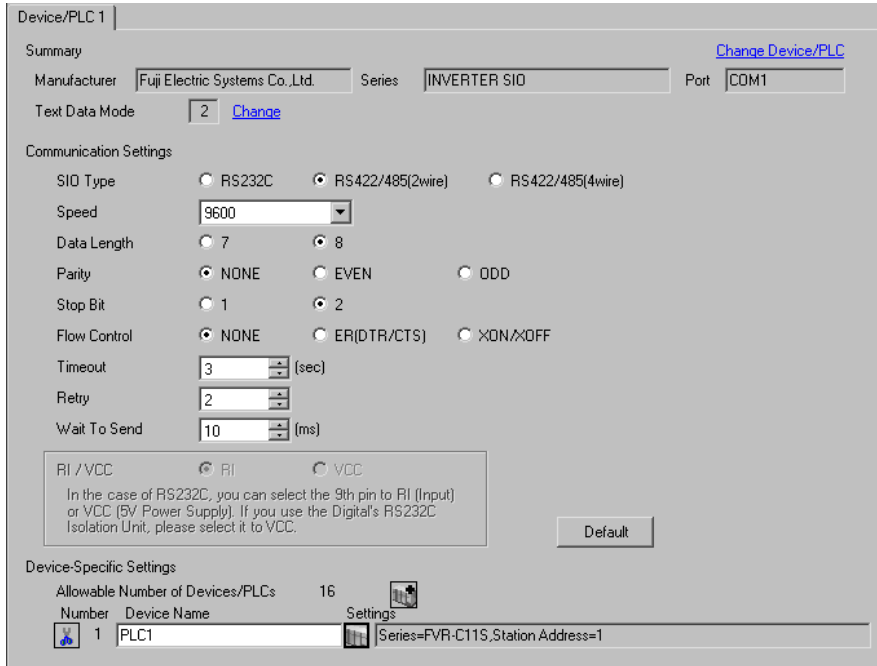 Device/PLC 1
Summary Change Device/PLC
Manufacturer Fuji Electric Systems Co.,Ltd. Series INVERTER SIO Port COM1
Text Data Mode 2 Change
Communication Settings
SIO Type RS232C RS422/485(2wire) RS422/485(4wire)
Speed 9600
Data Length 7 8
Parity NONE EVEN ODD
Stop Bit 1 2
Flow Control NONE ER(DTR/CTS) XON/XOFF
Timeout 3 (sec)
Retry 2
Wait To Send 10 (ms)
RI / VCC RI VCC
In the case of RS232C, you can select the 9th pin to RI (Input)
or VCC (5V Power Supply). If you use the Digital's RS232C
Isolation Unit, please select it to VCC.
Default
Device-Specific Settings
Allowable Number of Devices/PLCs 16
Number Device Name Settings
1 PLC1 Series=FVR-C11S,Station Address=1